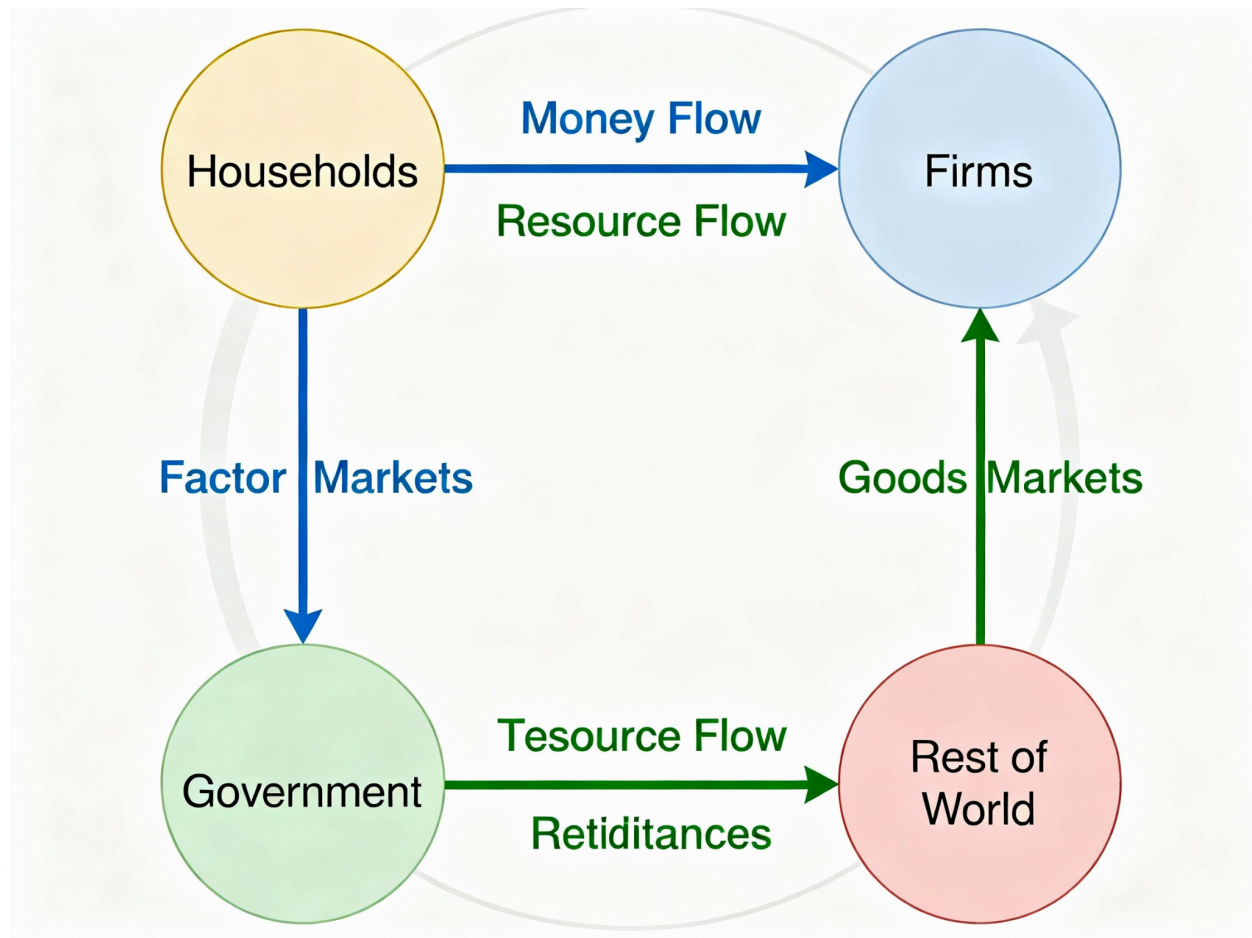 Households
Money Flow
Resource Flow
Firms
Factor Markets
Goods Markets
Government
Tesource Flow
Retiditances
Rest of
World